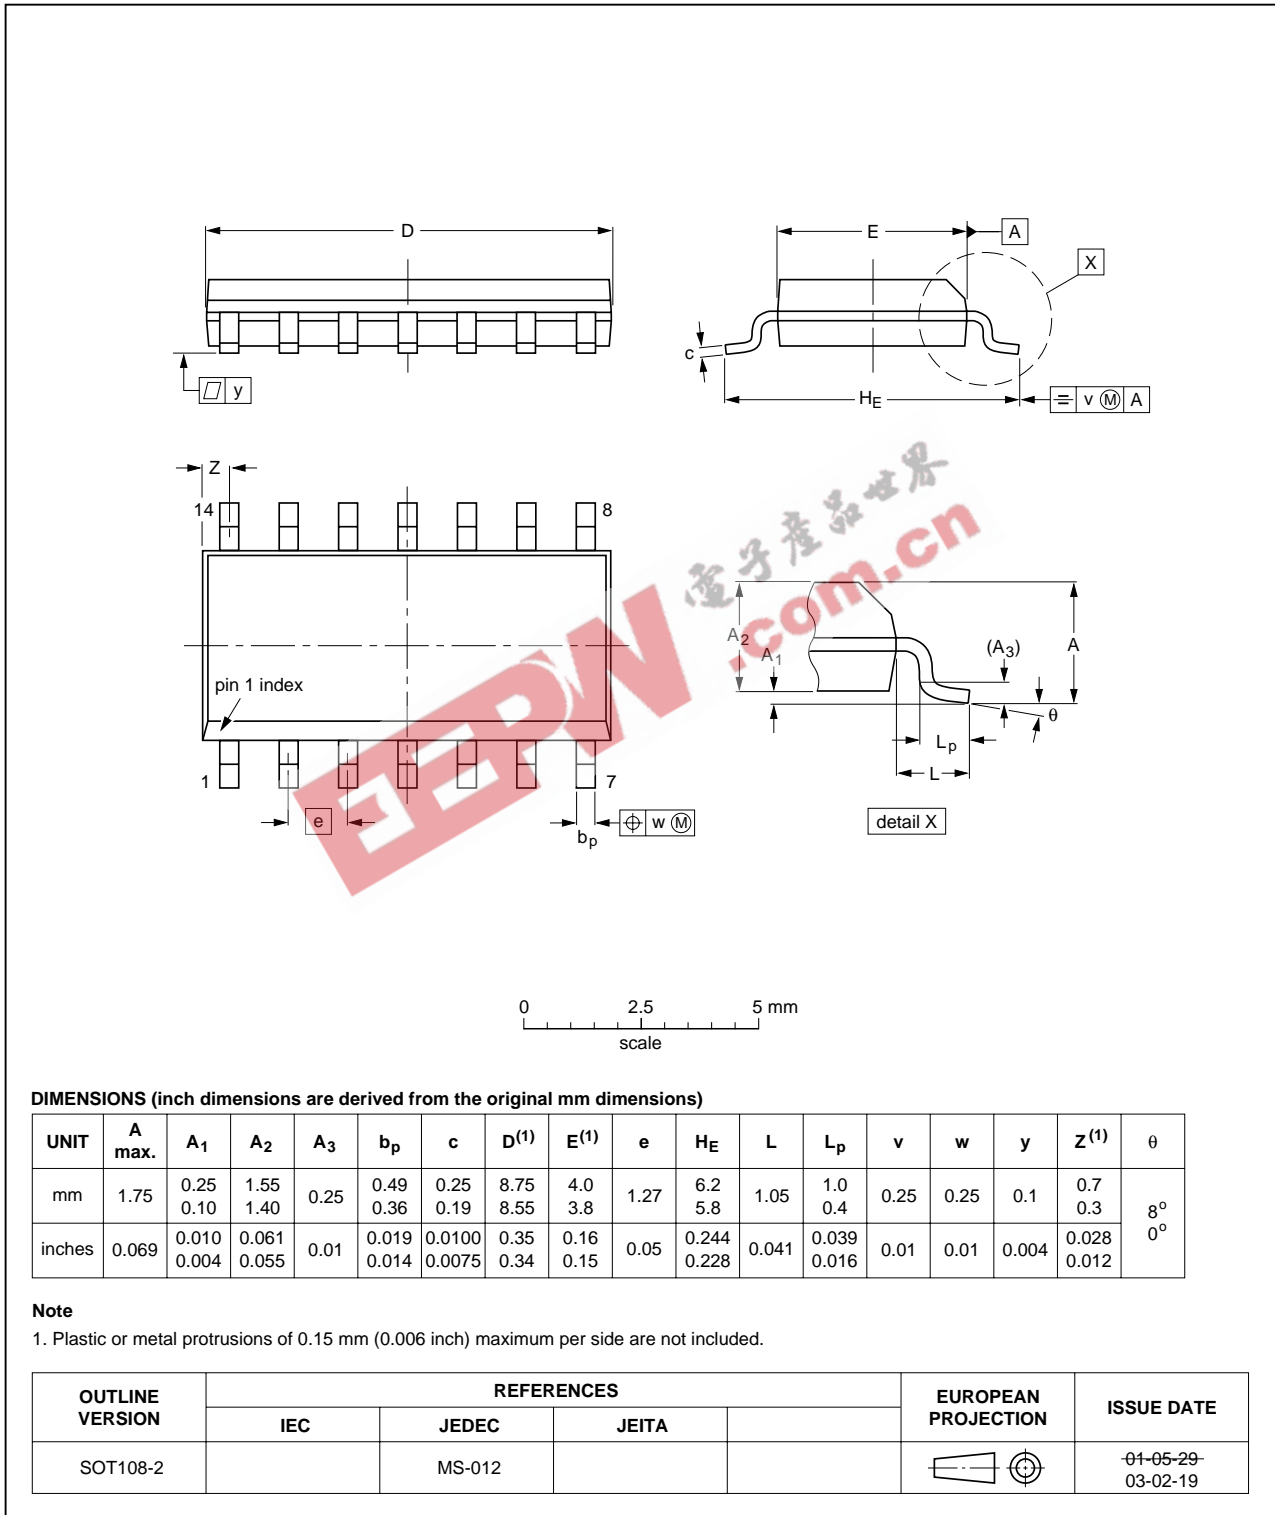 D
E
A
X
c
y
HE
v M A
Z
14
8
電子產品世界
.com.cn
EEPW
A2
A1
(A3)
A
pin 1 index
θ
Lp
L
1
7
e
w M
bp
detail X
0 2.5 5 mm
scale
DIMENSIONS (inch dimensions are derived from the original mm dimensions)
UNIT A max. A1 A2 A3 bp c D(1) E(1) e HE L Lp v w y Z(1) θ
mm 1.75 0.25 0.10 1.55 1.40 0.25 0.49 0.36 0.25 0.19 8.75 8.55 4.0 3.8 1.27 6.2 5.8 1.05 1.0 0.4 0.25 0.25 0.1 0.7 0.3 8o 0o
inches 0.069 0.010 0.004 0.061 0.055 0.01 0.019 0.014 0.0100 0.0075 0.35 0.34 0.16 0.15 0.05 0.244 0.228 0.041 0.039 0.016 0.01 0.01 0.004 0.028 0.012
Note
1. Plastic or metal protrusions of 0.15 mm (0.006 inch) maximum per side are not included.
OUTLINE VERSION REFERENCES EUROPEAN PROJECTION ISSUE DATE
IEC JEDEC JEITA
SOT108-2 MS-012 01-05-29
03-02-19